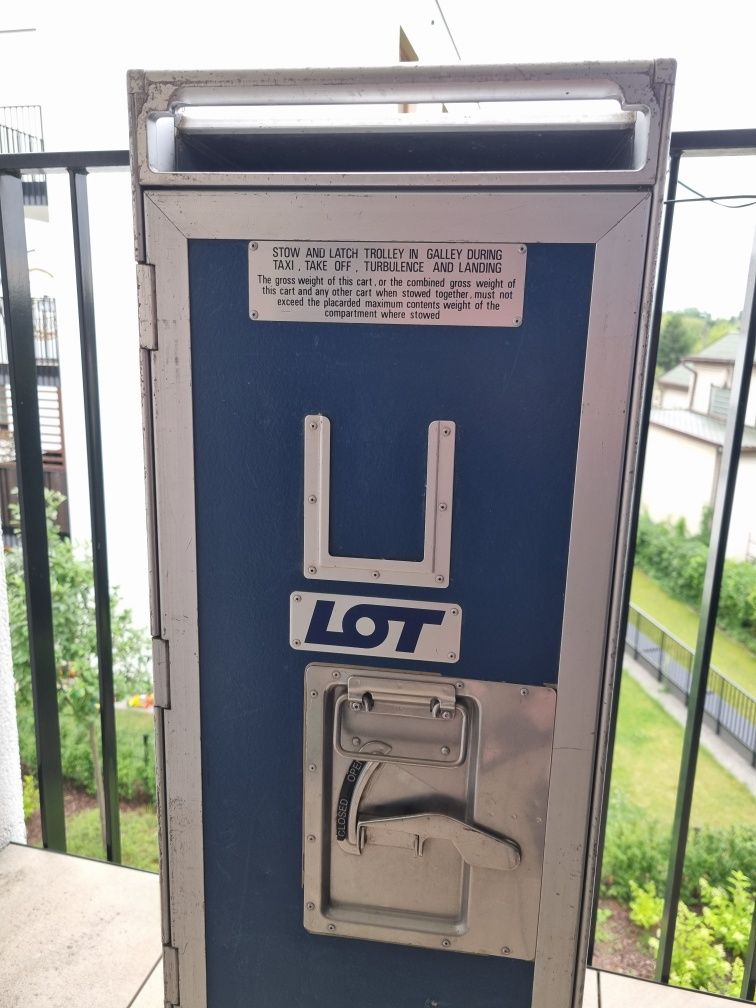 STOW AND LATCH TROLLEY IN GALLEY DURING
TAXI, TAKE OFF, TURBULENCE AND LANDING
The gross weight of this cart, or the combined gross weight of
this cart and any other cart when stowed together, must not
exceed the placarded maximum contents weight of the
compartment where stowed
LOT
OPEN
CLOSED